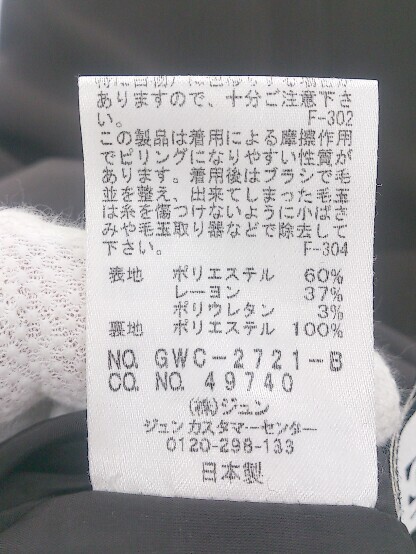 ありますので、十分ご注意下さ
い。 F-302
この製品は着用による摩擦作用
でピリングになりやすい性質が
あります。着用後はブラシで毛
並を整え、出来てしまった毛玉
は糸を傷つけないように小ばさ
みや毛玉取り器などで除去して
下さい。 F-304
表地 ポリエステル 60%
レーヨン 37%
ポリウレタン 3%
裏地 ポリエステル 100%
NO. GWC-2721-B
CO. NO. 49740
(株)ジュン
ジュンカスタマーセンター
0120-298-133
日本製